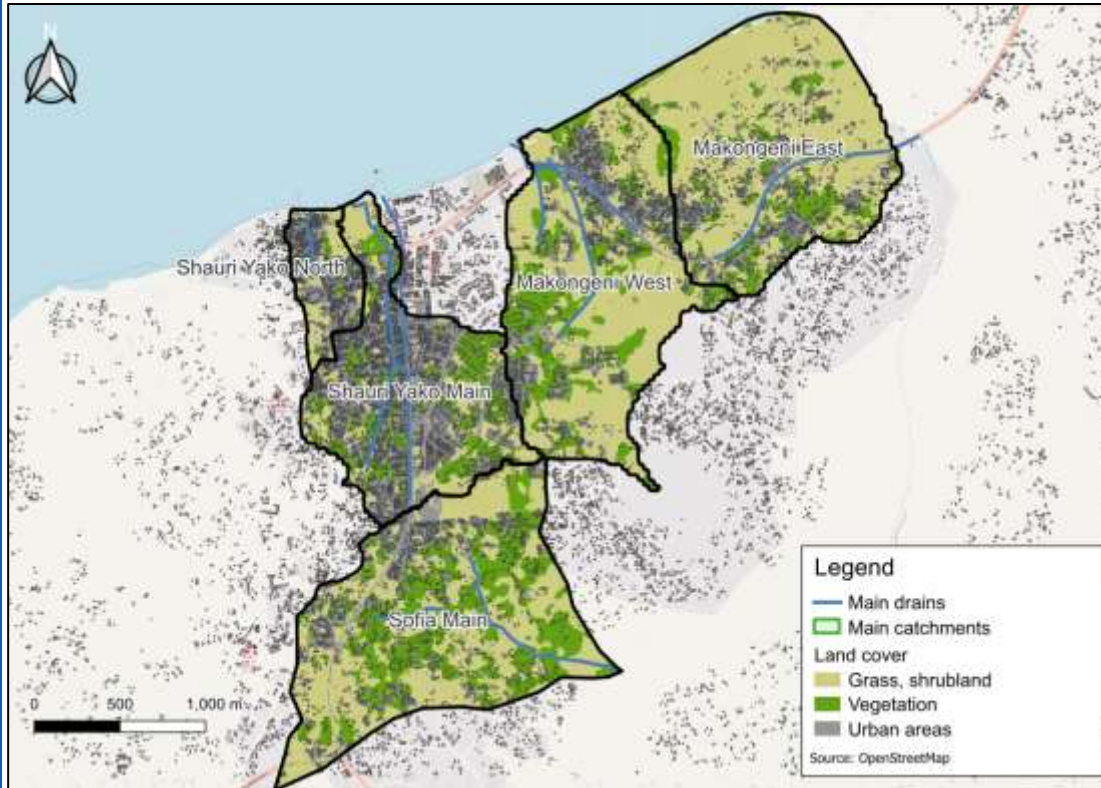 N
Makongeni East
Shauri Yako North
Makongeni West
Shauri Yako Main
Sofia Main
0 500 1,000 m
Legend
Main drains
Main catchments
Land cover
Grass, shrubland
Vegetation
Urban areas
Source: OpenStreetMap